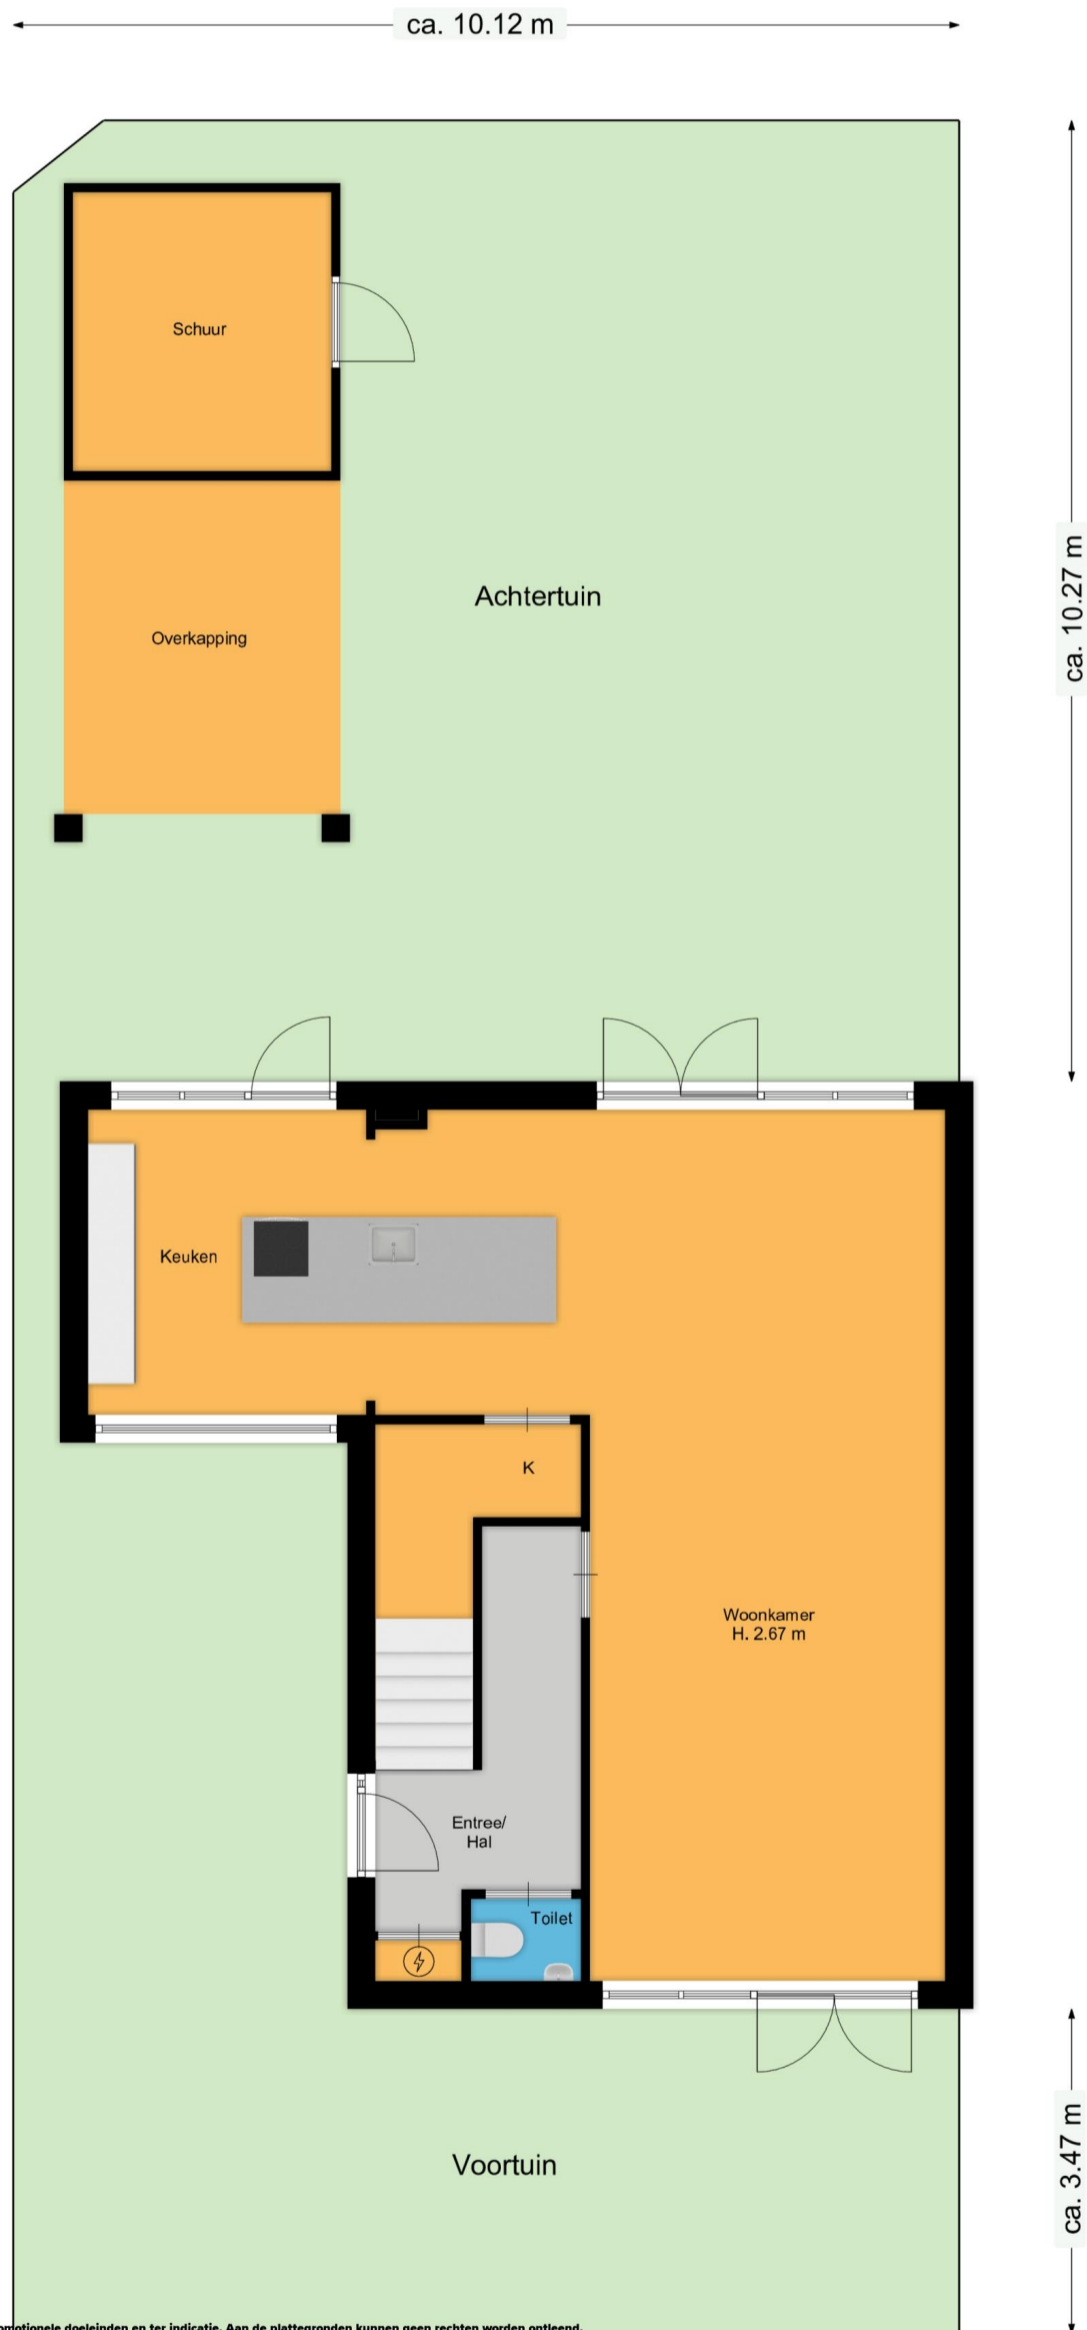 ca. 10.12 m
Schuur
ca. 10.27 m
Achtertuin
Overkapping
Keuken
K
Woonkamer
H. 2.67 m
Entree/
Hal
Toilet
Voortuin
ca. 3.47 m
doeleinden en ter indicatie. Aan de plattegronden kunnen geen rechten worden ontleend.